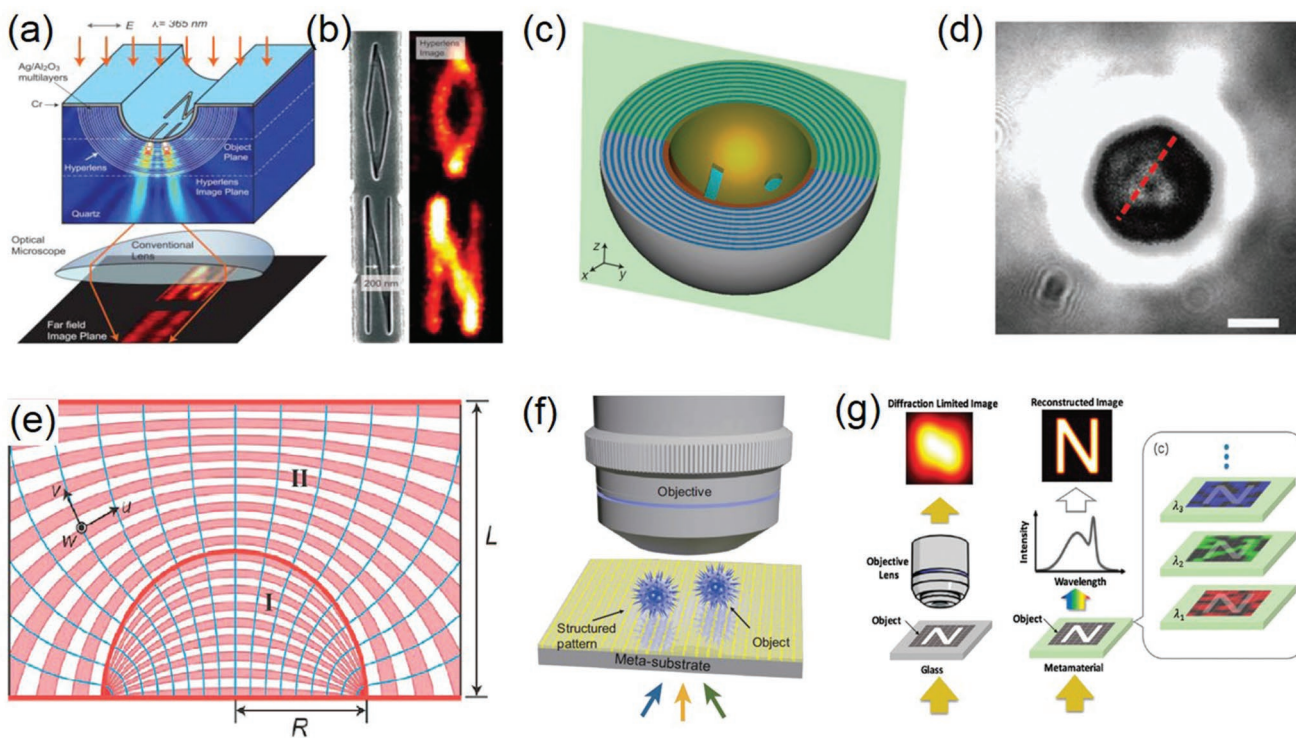 (a)
E
λ= 365 nm
Ag/Al2O3
multilayers
Cr
Object
Plane
Hyperlens
Hyperlens
Image Plane
Quartz
Optical
Microscope
Conventional
Lens
Far field
Image Plane
(b)
Hyperlens
Image
200 nm
(c)
z
x
y
(d)
(e)
II
v
u
w
I
L
R
(f)
Objective
Structured
pattern
Object
Meta-substrate
(g)
Diffraction Limited Image
Reconstructed Image
N
(c)
Intensity
Wavelength
Objective
Lens
Object
N
Glass
Object
N
Metamaterial
λ3
N
λ2
N
λ1
N